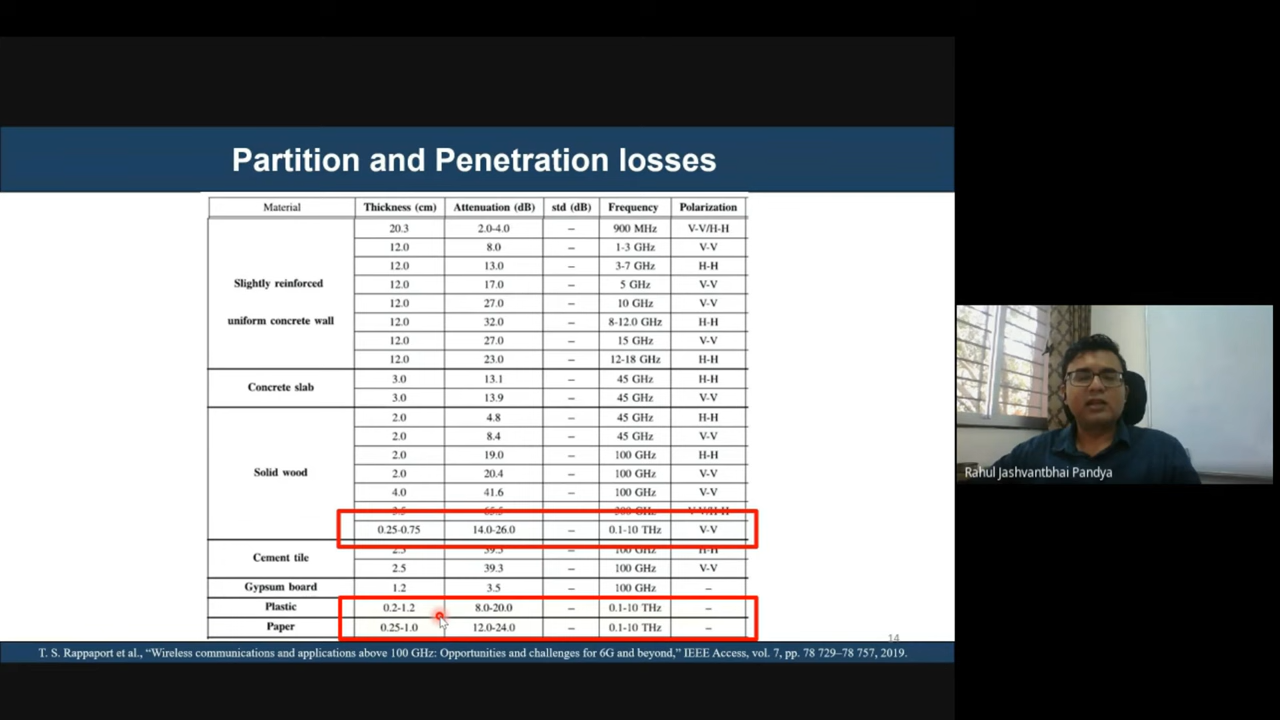 Partition and Penetration losses
Material Thickness (cm) Attenuation (dB) std (dB) Frequency Polarization
20.3 2.0-4.0 – 900 MHz V-V/H-H
12.0 8.0 – 1-3 GHz V-V
12.0 13.0 – 3-7 GHz H-H
Slightly reinforced 12.0 17.0 – 5 GHz V-V
12.0 27.0 – 10 GHz V-V
uniform concrete wall 12.0 32.0 – 8-12.0 GHz H-H
12.0 27.0 – 15 GHz V-V
12.0 23.0 – 12-18 GHz H-H
Concrete slab 3.0 13.1 – 45 GHz H-H
3.0 13.9 – 45 GHz V-V
2.0 4.8 – 45 GHz H-H
2.0 8.4 – 45 GHz V-V
2.0 19.0 – 100 GHz H-H
Solid wood 2.0 20.4 – 100 GHz V-V
4.0 41.6 – 100 GHz V-V
0.25-0.75 14.0-26.0 – 0.1-10 THz V-V
Cement tile 100 GHz H-H
2.5 39.3 – 100 GHz V-V
Gypsum board 1.2 3.5 – 100 GHz –
Plastic 0.2-1.2 8.0-20.0 – 0.1-10 THz –
Paper 0.25-1.0 12.0-24.0 – 0.1-10 THz –
14
T. S. Rappaport et al., “Wireless communications and applications above 100 GHz: Opportunities and challenges for 6G and beyond,” IEEE Access, vol. 7, pp. 78 729–78 757, 2019.
Rahul Jashvantbhai Pandya